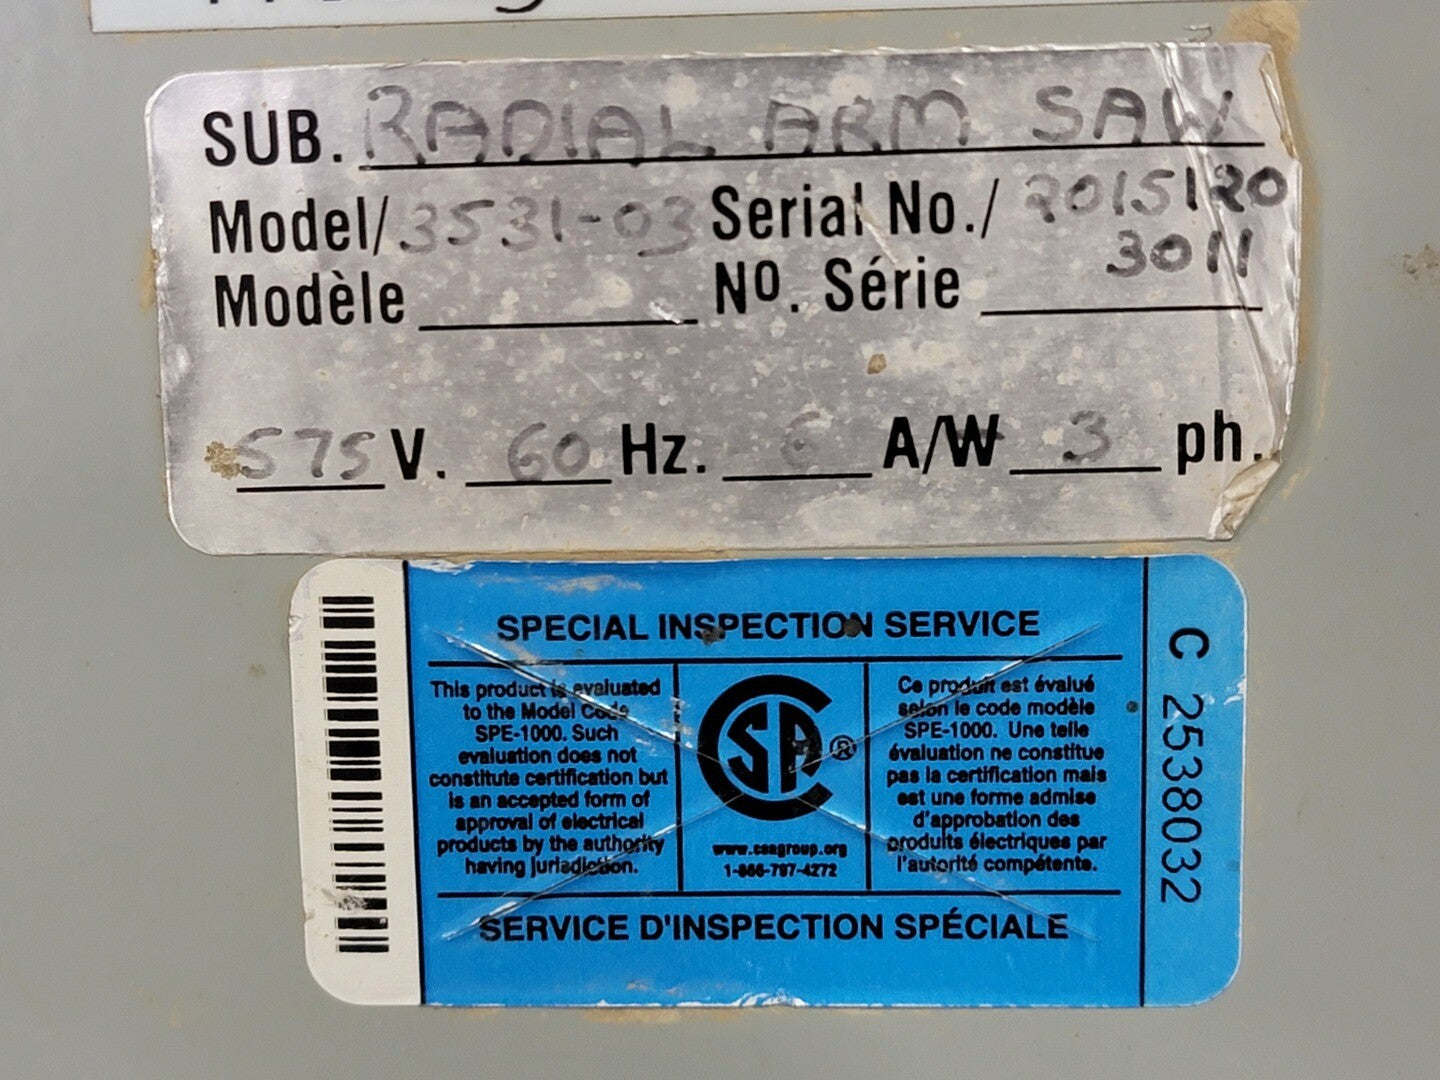 SUB. RADIAL ARM SAW
Model/ 3531-03 Serial No./ 2015120
Modèle Nº. Série 3011
575 V. 60 Hz. 6 A/W 3 ph.
SPECIAL INSPECTION SERVICE
This product is evaluated
to the Model Code
SPE-1000. Such
evaluation does not
constitute certification but
is an accepted form of
approval of electrical
products by the authority
having jurisdiction.
CSA®
www.csagroup.org
1-866-797-4272
Ce produit est évalué
selon le code modèle
SPE-1000. Une telle
évaluation ne constitue
pas la certification mais
est une forme admise
d'approbation des
produits électriques par
l'autorité compétente.
SERVICE D'INSPECTION SPÉCIALE
C 2538032